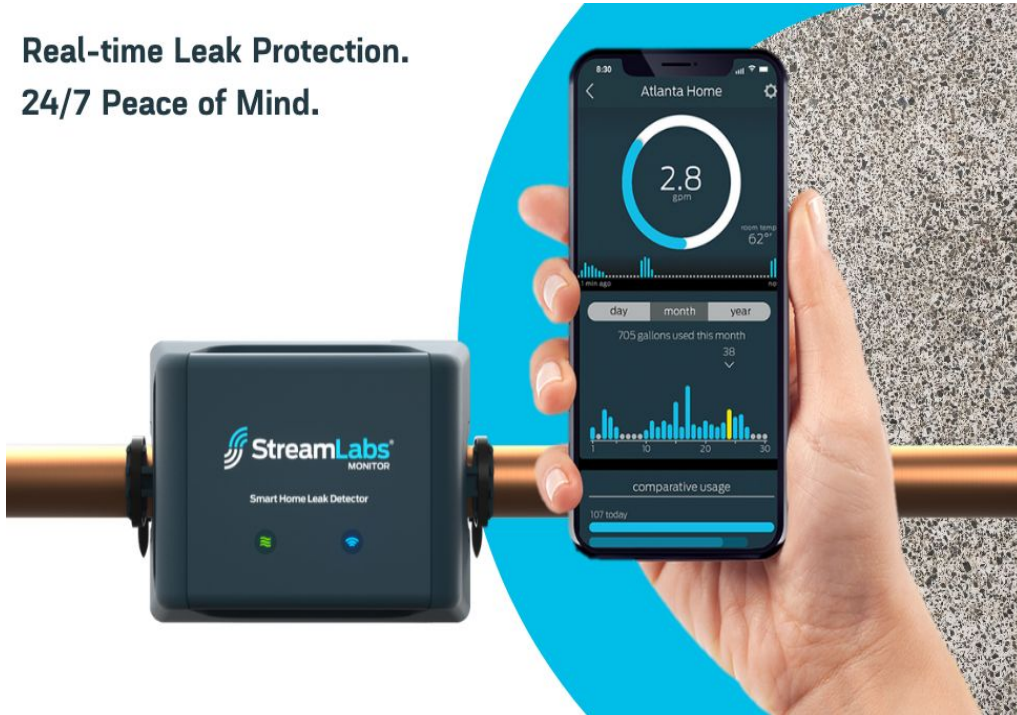 Real-time Leak Protection.
24/7 Peace of Mind.
8:30
Atlanta Home
2.8
gpm
room temp
62°F
1 min ago
day month year
705 gallons used this month
38
1 10 20 30
comparative usage
107 today
StreamLabs®
MONITOR
Smart Home Leak Detector